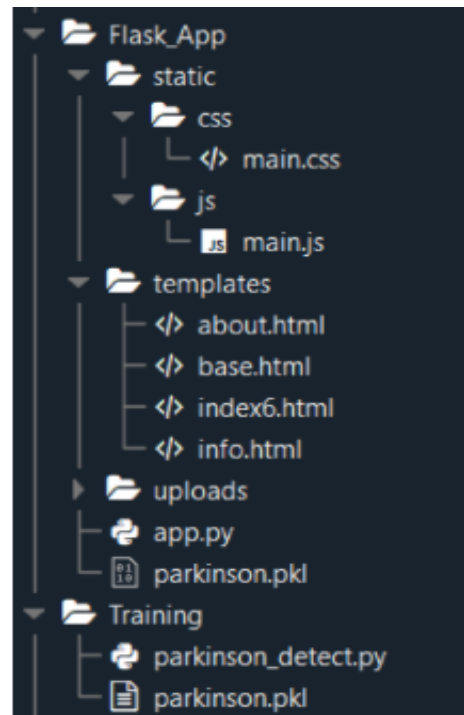 Flask_App
static
css
main.css
js
main.js
templates
about.html
base.html
index6.html
info.html
uploads
app.py
parkinson.pkl
Training
parkinson_detect.py
parkinson.pkl